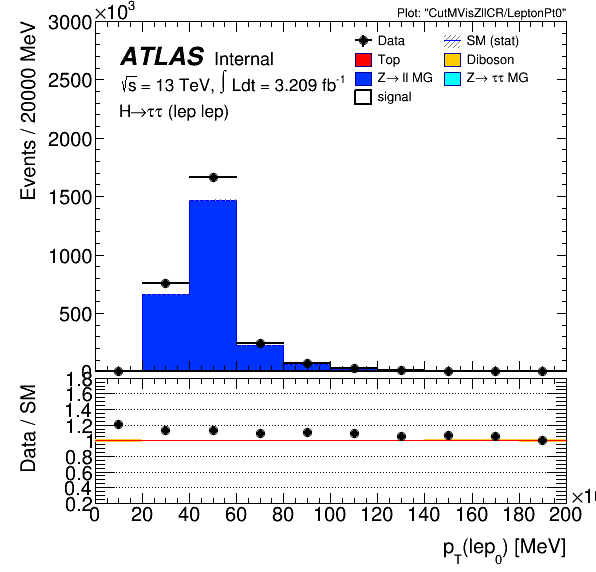 Plot: "CutMVisZllCR/LeptonPt0"
×10³
3000
2500
2000
1500
1000
500
0
Events / 20000 MeV
ATLAS Internal
√s = 13 TeV, ∫ Ldt = 3.209 fb⁻¹
H→ττ (lep lep)
Data
SM (stat)
Top
Diboson
Z→ ll MG
Z→ ττ MG
signal
Data / SM
1.8
1.6
1.4
1.2
1
0.8
0.6
0.4
0.2
0 20 40 60 80 100 120 140 160 180 200
p_T(lep_0) [MeV]